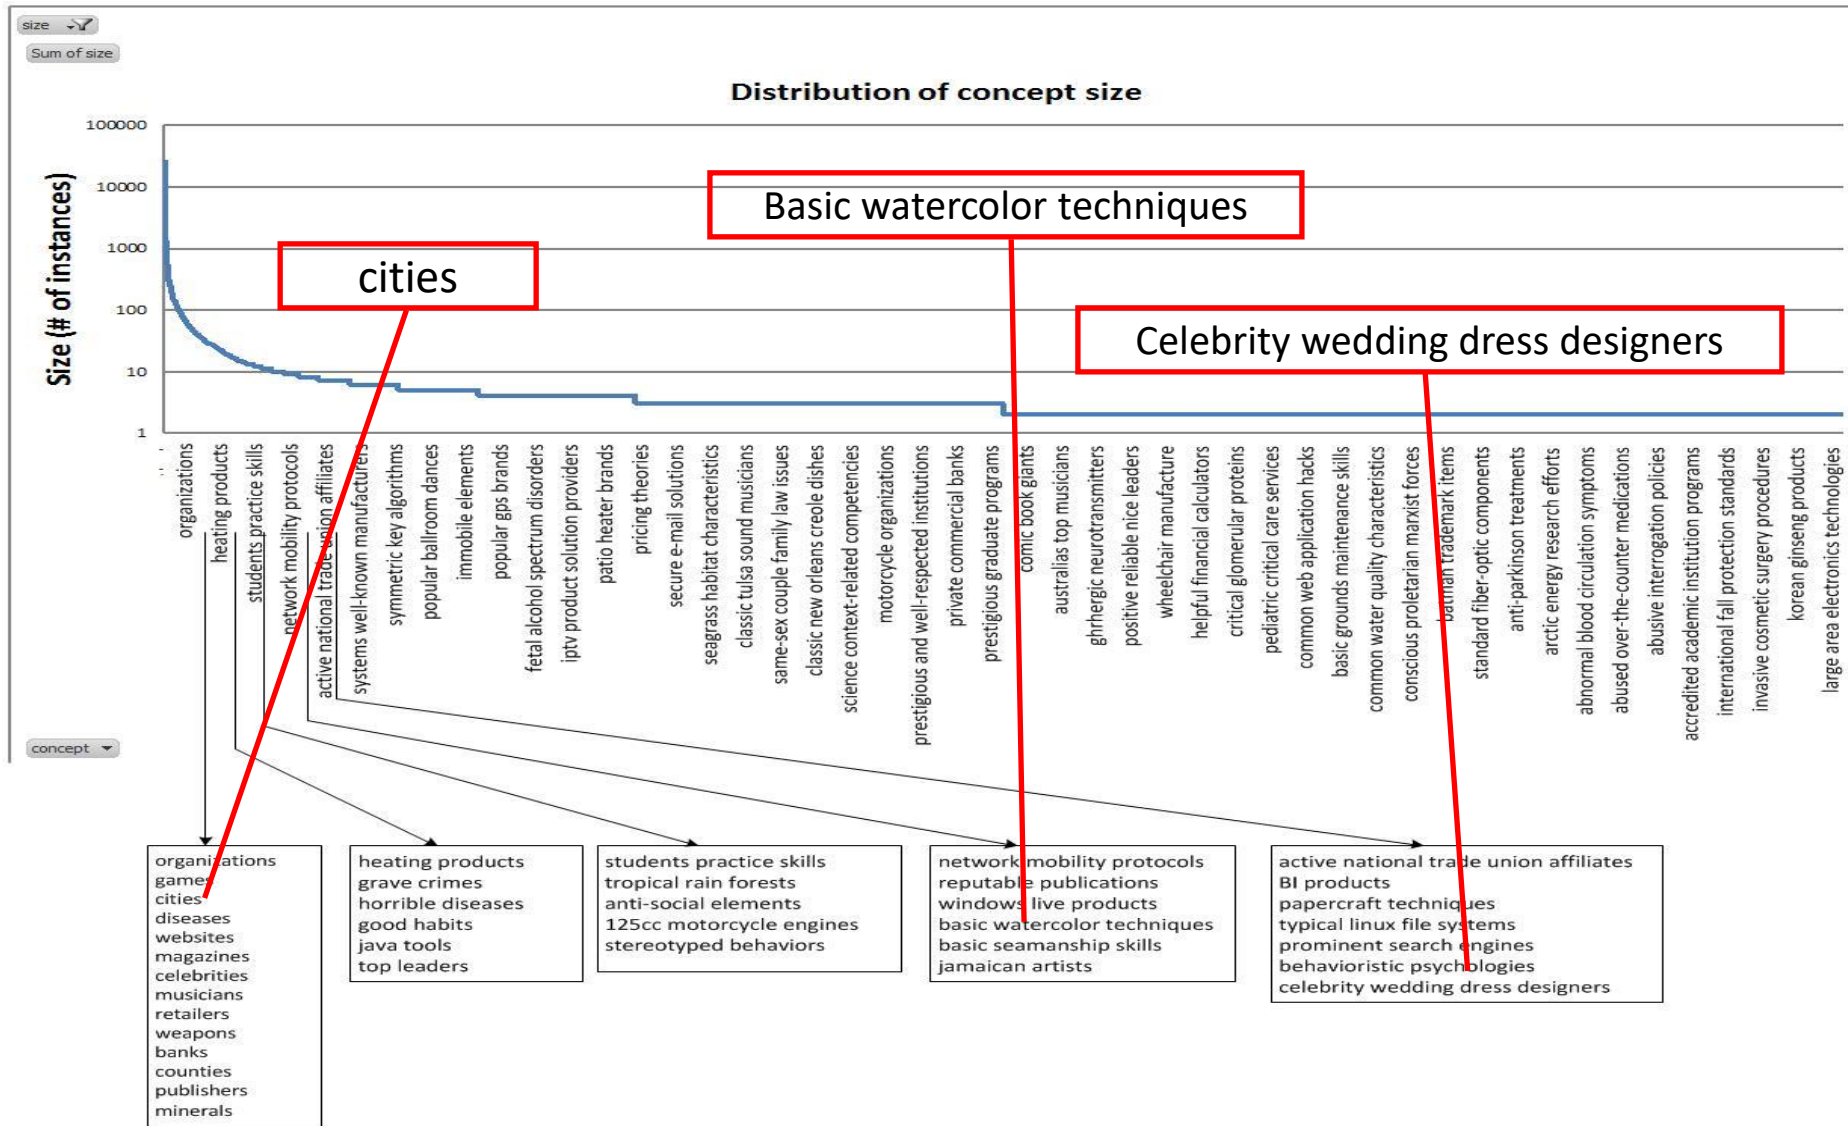 size
Sum of size
Distribution of concept size
Size (# of instances)
100000
10000
1000
100
10
1
Basic watercolor techniques
cities
Celebrity wedding dress designers
organizations
heating products
students practice skills
network mobility protocols
active national trade union affiliates
systems well-known manufacturers
symmetric key algorithms
popular ballroom dances
immobile elements
popular gps brands
fetal alcohol spectrum disorders
iptv product solution providers
patio heater brands
pricing theories
secure e-mail solutions
seagrass habitat characteristics
classic tulsa sound musicians
same-sex couple family law issues
classic new orleans creole dishes
science context-related competencies
motorcycle organizations
prestigious and well-respected institutions
private commercial banks
prestigious graduate programs
comic book giants
australias top musicians
ghrhergic neurotransmitters
positive reliable nice leaders
wheelchair manufacture
helpful financial calculators
critical glomerular proteins
pediatric critical care services
common web application hacks
basic grounds maintenance skills
common water quality characteristics
conscious proletarian marxist forces
batman trademark items
standard fiber-optic components
anti-parkinson treatments
arctic energy research efforts
abnormal blood circulation symptoms
abused over-the-counter medications
abusive interrogation policies
accredited academic institution programs
international fall protection standards
invasive cosmetic surgery procedures
korean ginseng products
large area electronics technologies
concept
organizations
games
cities
diseases
websites
magazines
celebrities
musicians
retailers
weapons
banks
counties
publishers
minerals
heating products
grave crimes
horrible diseases
good habits
java tools
top leaders
students practice skills
tropical rain forests
anti-social elements
125cc motorcycle engines
stereotyped behaviors
network mobility protocols
reputable publications
windows live products
basic watercolor techniques
basic seamanship skills
jamaican artists
active national trade union affiliates
BI products
papercraft techniques
typical linux file systems
prominent search engines
behavioristic psychologies
celebrity wedding dress designers